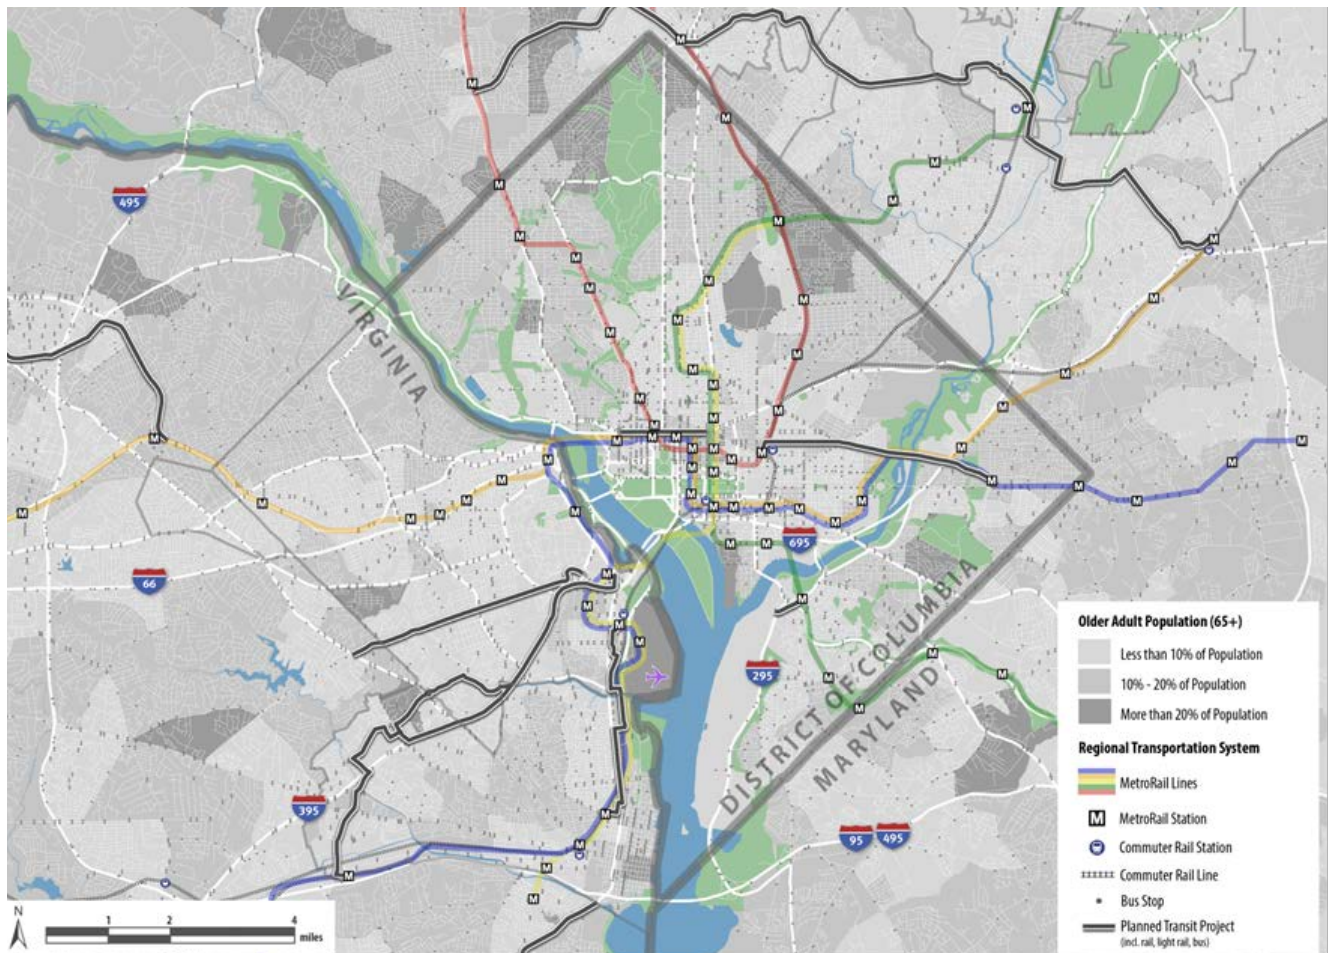 495
VIRGINIA
66
695
295
DISTRICT OF COLUMBIA
MARYLAND
395
95
495
Older Adult Population (65+)
Less than 10% of Population
10% - 20% of Population
More than 20% of Population
Regional Transportation System
MetroRail Lines
M MetroRail Station
Commuter Rail Station
Commuter Rail Line
Bus Stop
Planned Transit Project
(incl. rail, light rail, bus)
N
1 2 4
miles